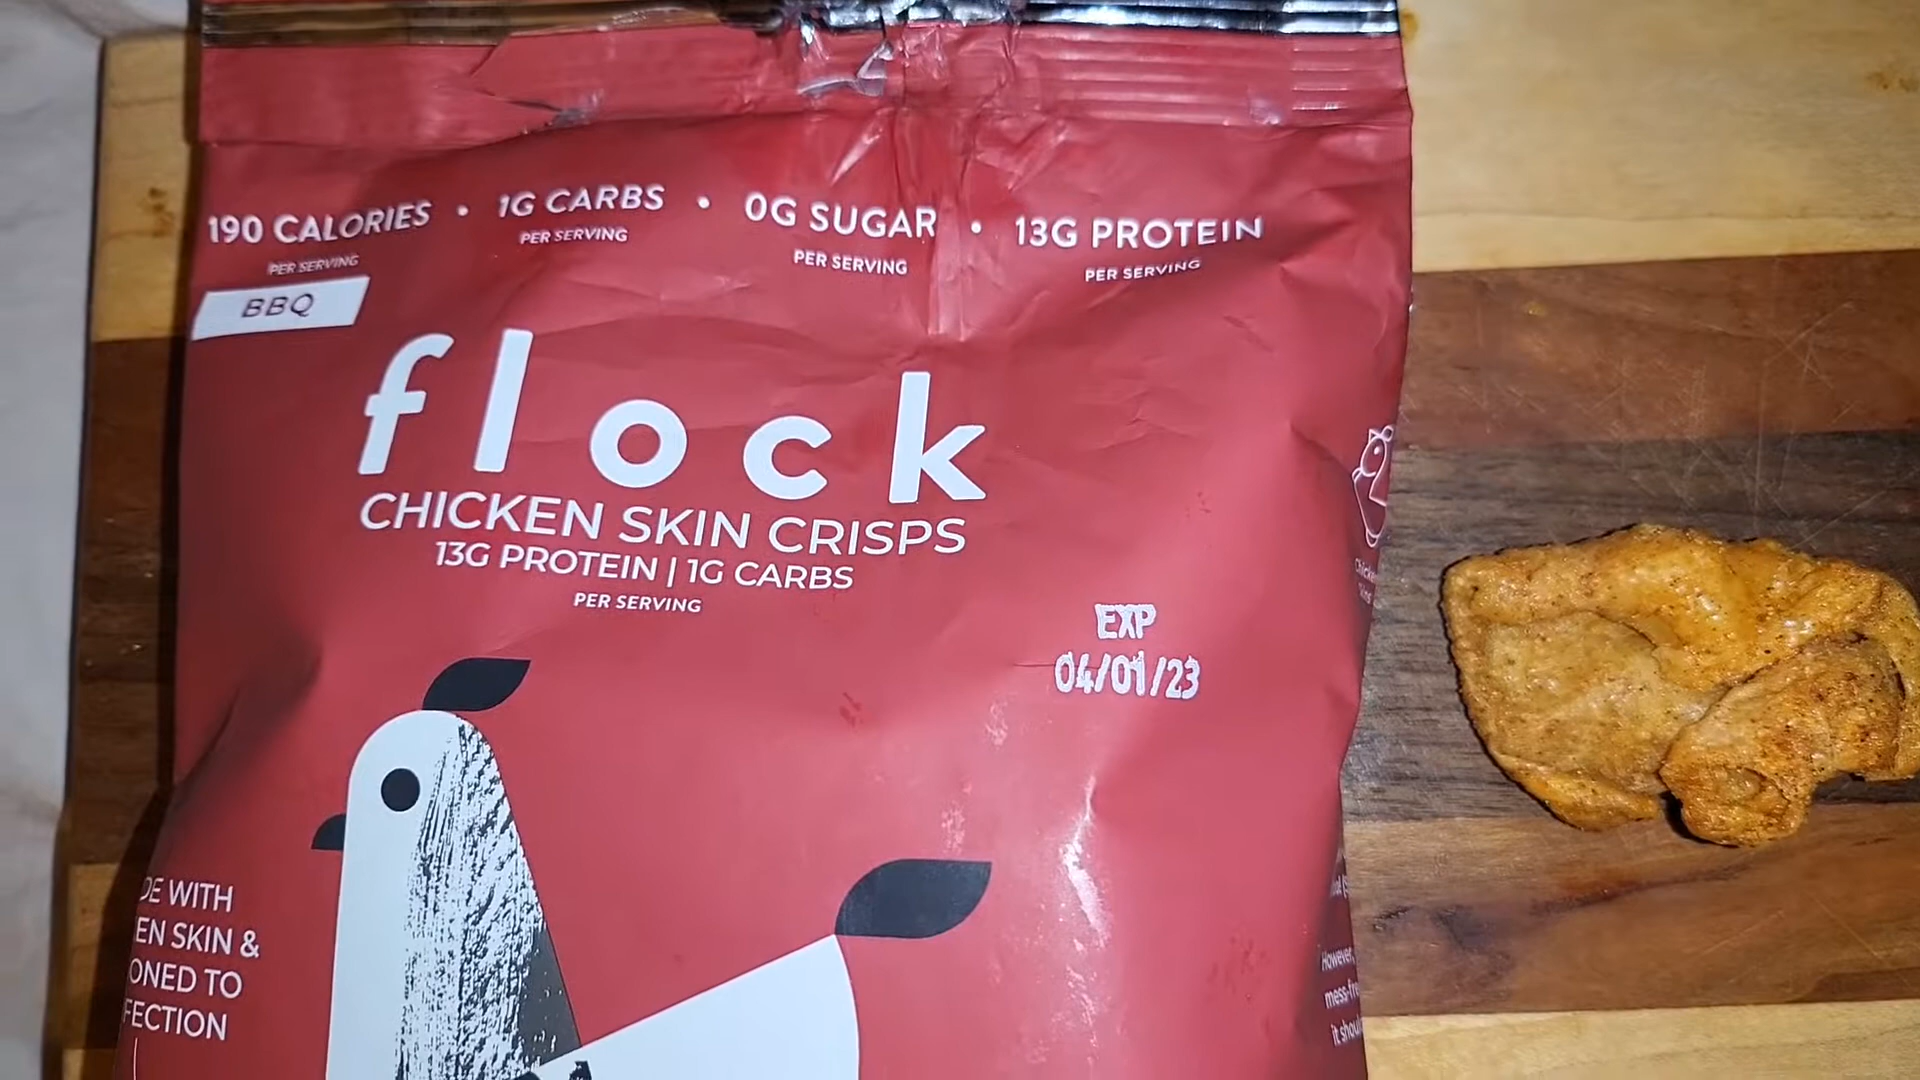 190 CALORIES • 1G CARBS • 0G SUGAR • 13G PROTEIN
PER SERVING PER SERVING PER SERVING PER SERVING
BBQ
flock
CHICKEN SKIN CRISPS
13G PROTEIN | 1G CARBS
PER SERVING
EXP
04/01/23
DE WITH
EN SKIN &
ONED TO
FECTION
However,
mess-fre
it shou